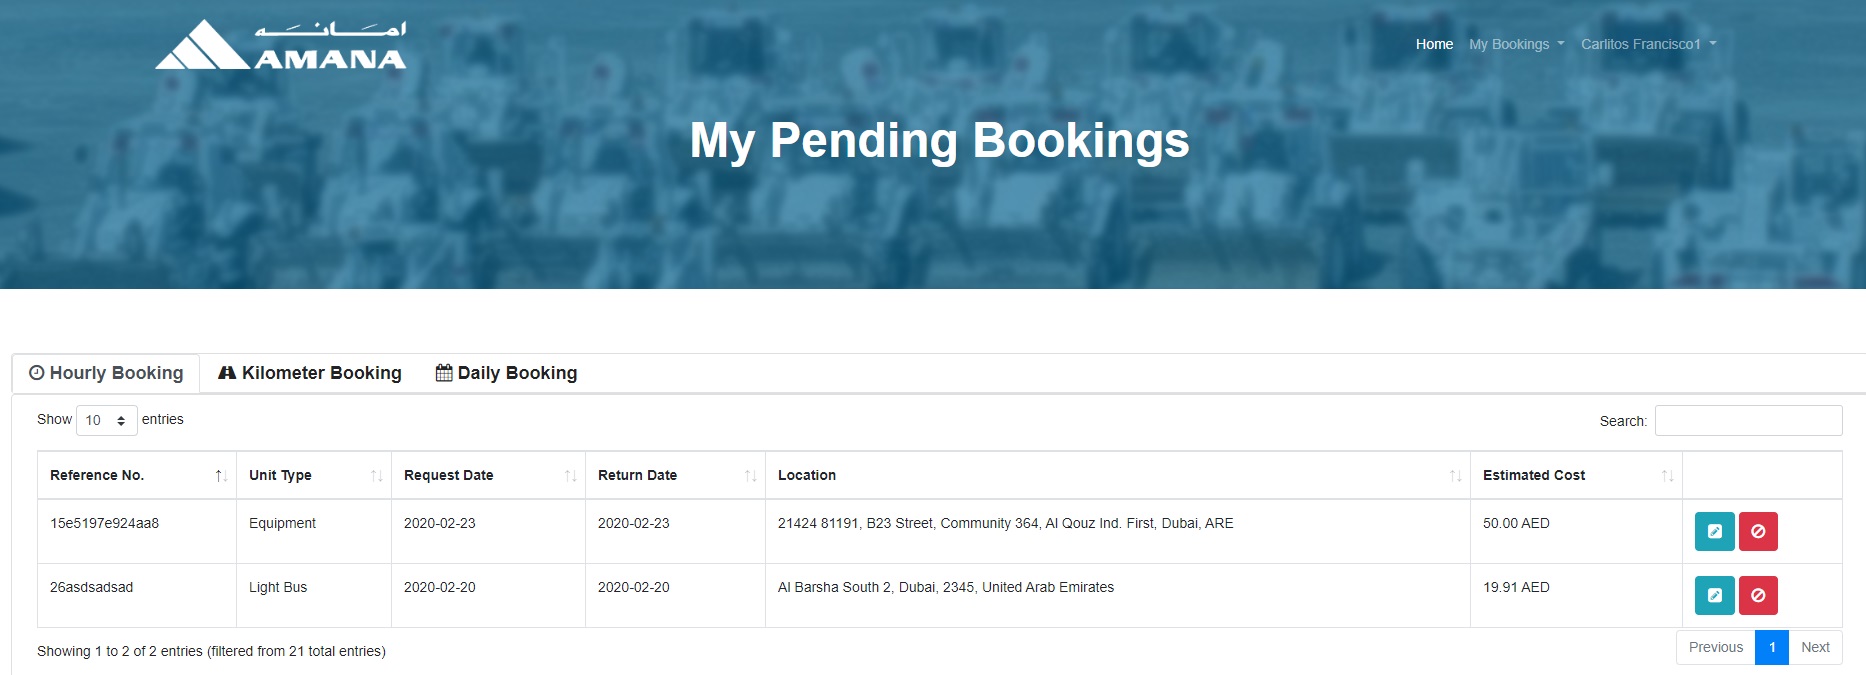 امـــانــــه
AMANA
Home My Bookings Carlitos Francisco1
My Pending Bookings
Hourly Booking Kilometer Booking Daily Booking
Show 10 entries Search:
Reference No. Unit Type Request Date Return Date Location Estimated Cost
15e5197e924aa8 Equipment 2020-02-23 2020-02-23 21424 81191, B23 Street, Community 364, Al Qouz Ind. First, Dubai, ARE 50.00 AED
26asdsadsad Light Bus 2020-02-20 2020-02-20 Al Barsha South 2, Dubai, 2345, United Arab Emirates 19.91 AED
Showing 1 to 2 of 2 entries (filtered from 21 total entries) Previous 1 Next